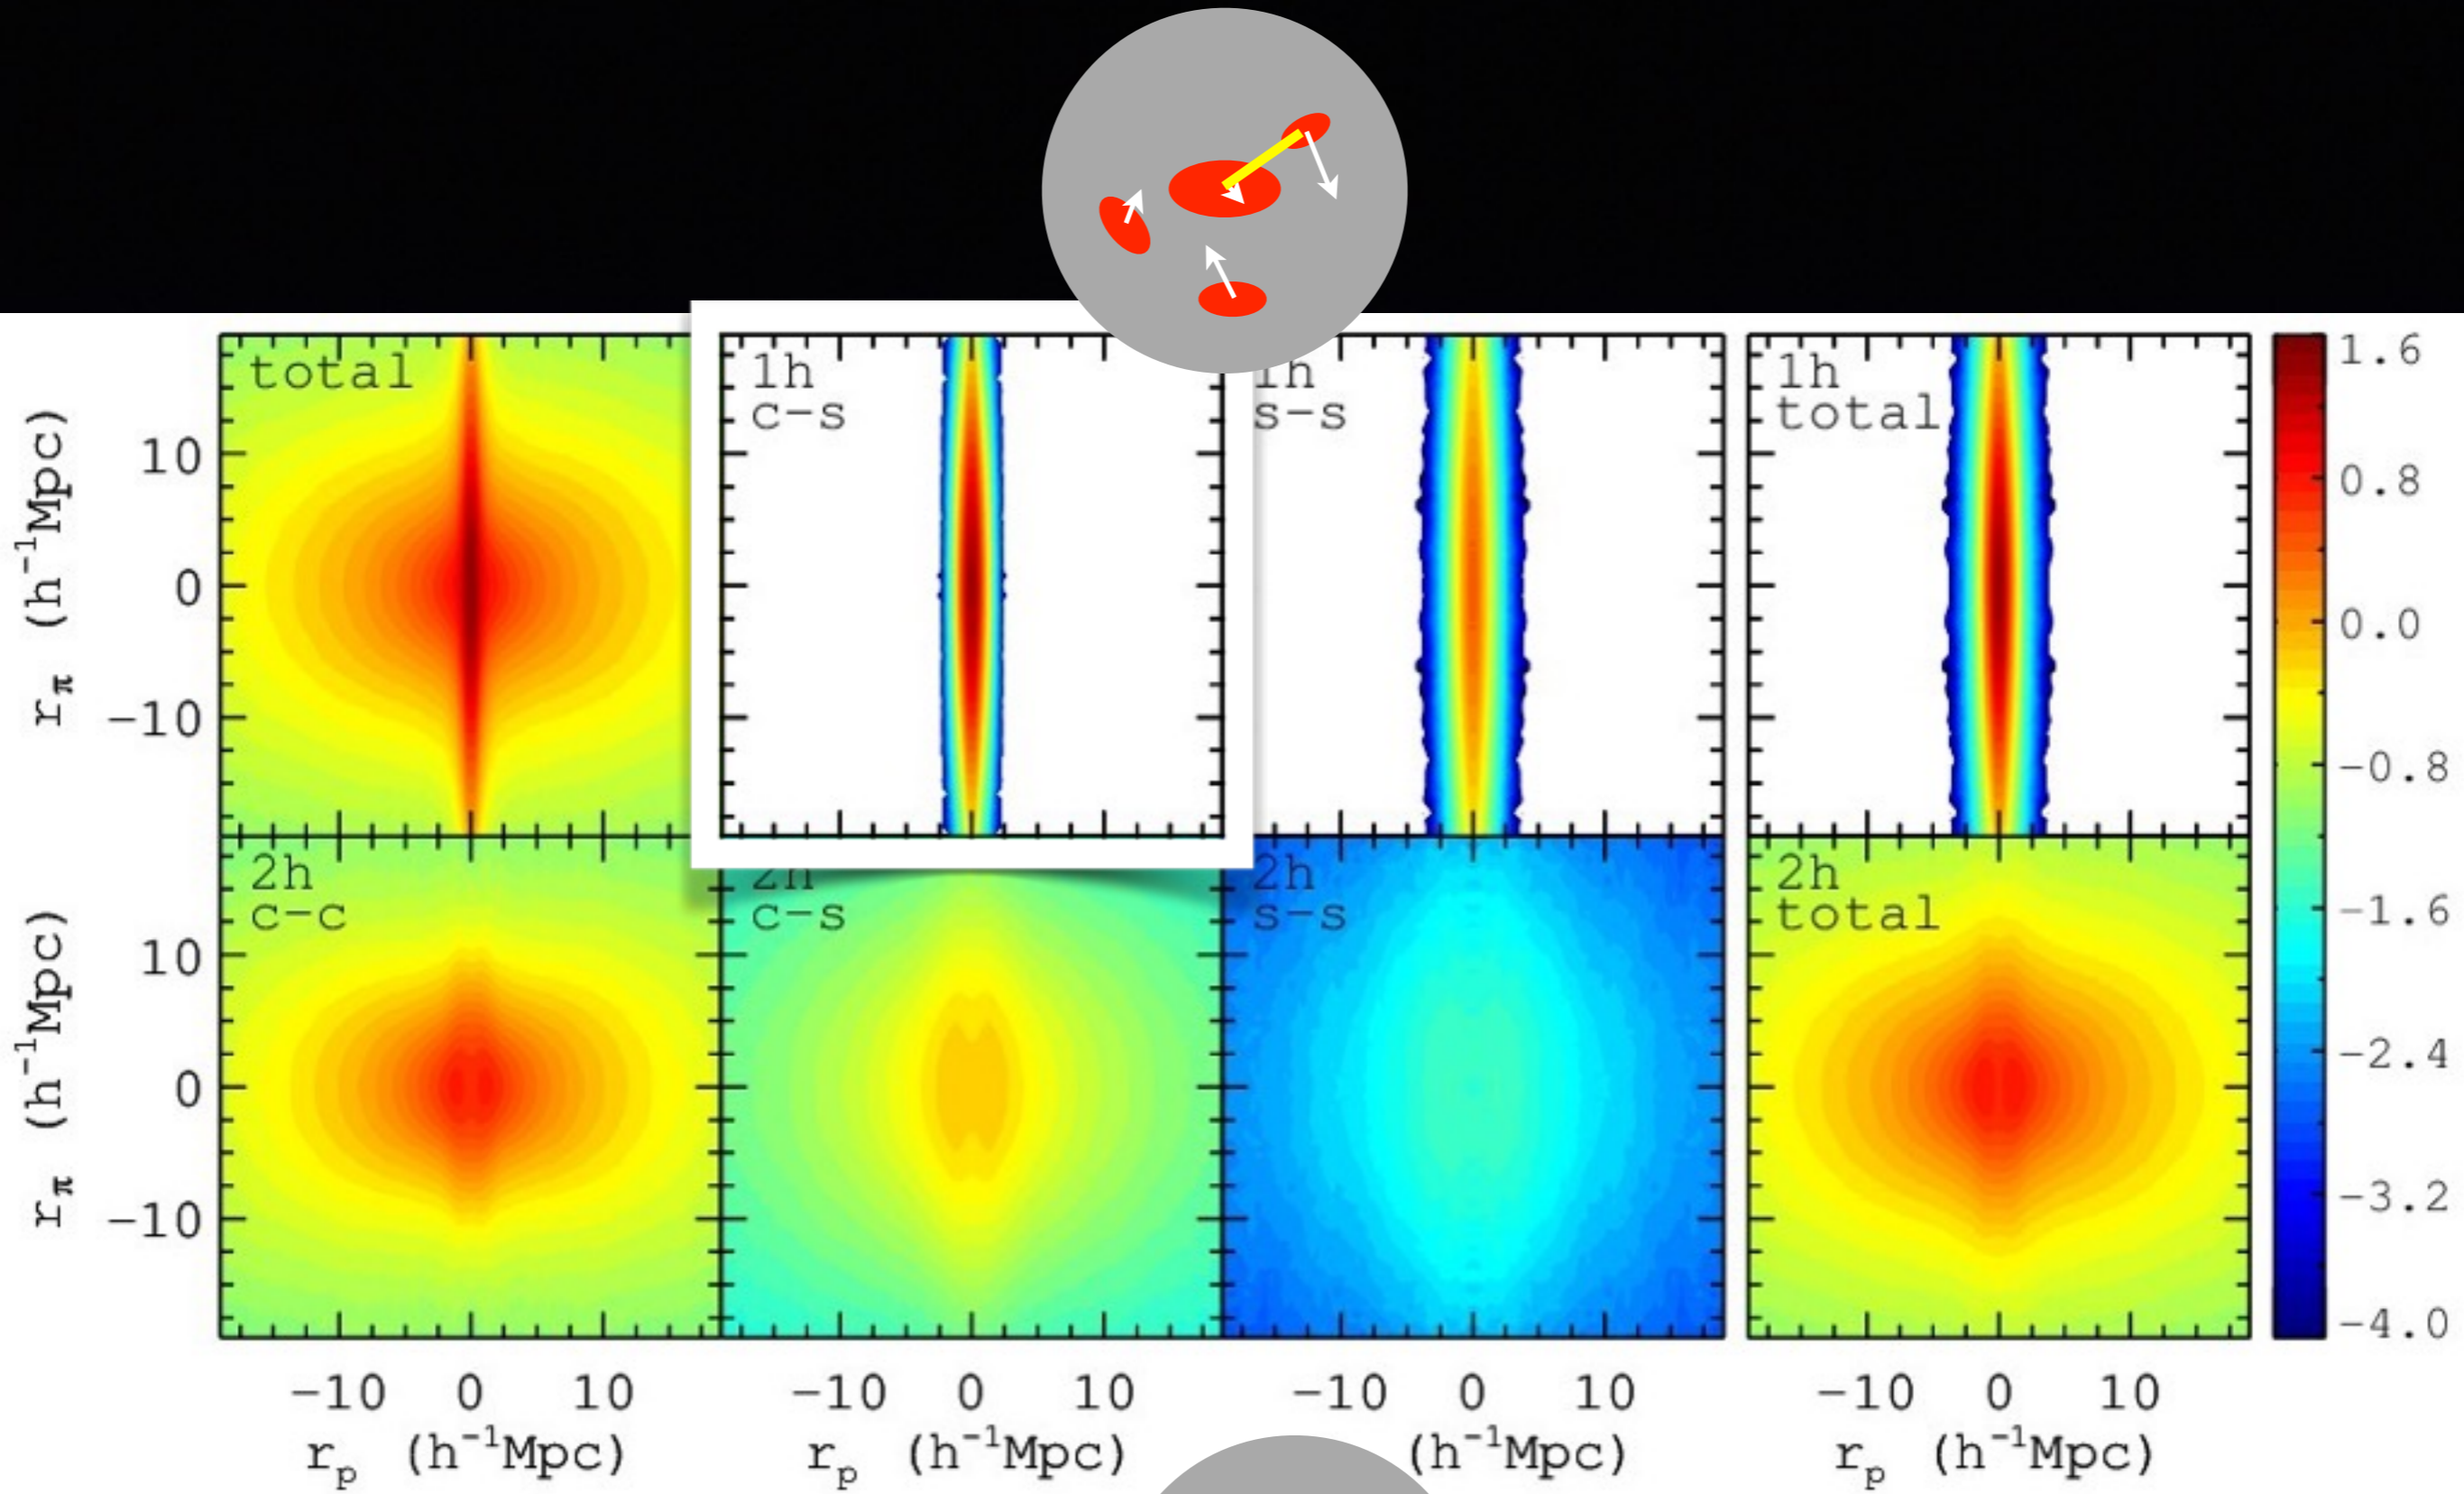 total
1h
c-s
1h
s-s
1h
total
1.6
0.8
0.0
-0.8
-1.6
-2.4
-3.2
-4.0
10
0
-10
r_π (h⁻¹Mpc)
2h
c-c
2h
c-s
2h
s-s
2h
total
10
0
-10
r_π (h⁻¹Mpc)
-10 0 10 -10 0 10 -10 0 10 -10 0 10
r_p (h⁻¹Mpc) r_p (h⁻¹Mpc) (h⁻¹Mpc) r_p (h⁻¹Mpc)